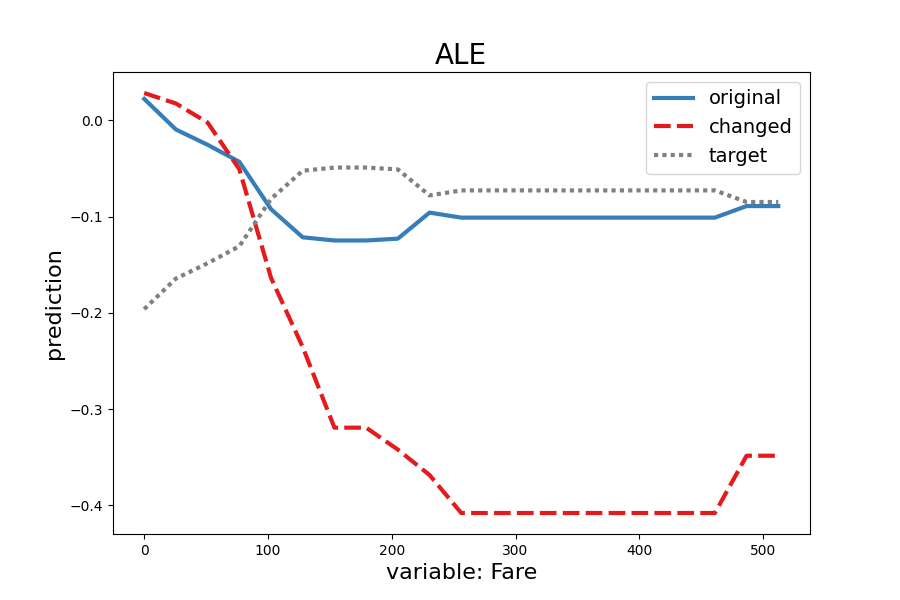 ALE
original
changed
target
0.0
−0.1
−0.2
−0.3
−0.4
prediction
0 100 200 300 400 500
variable: Fare